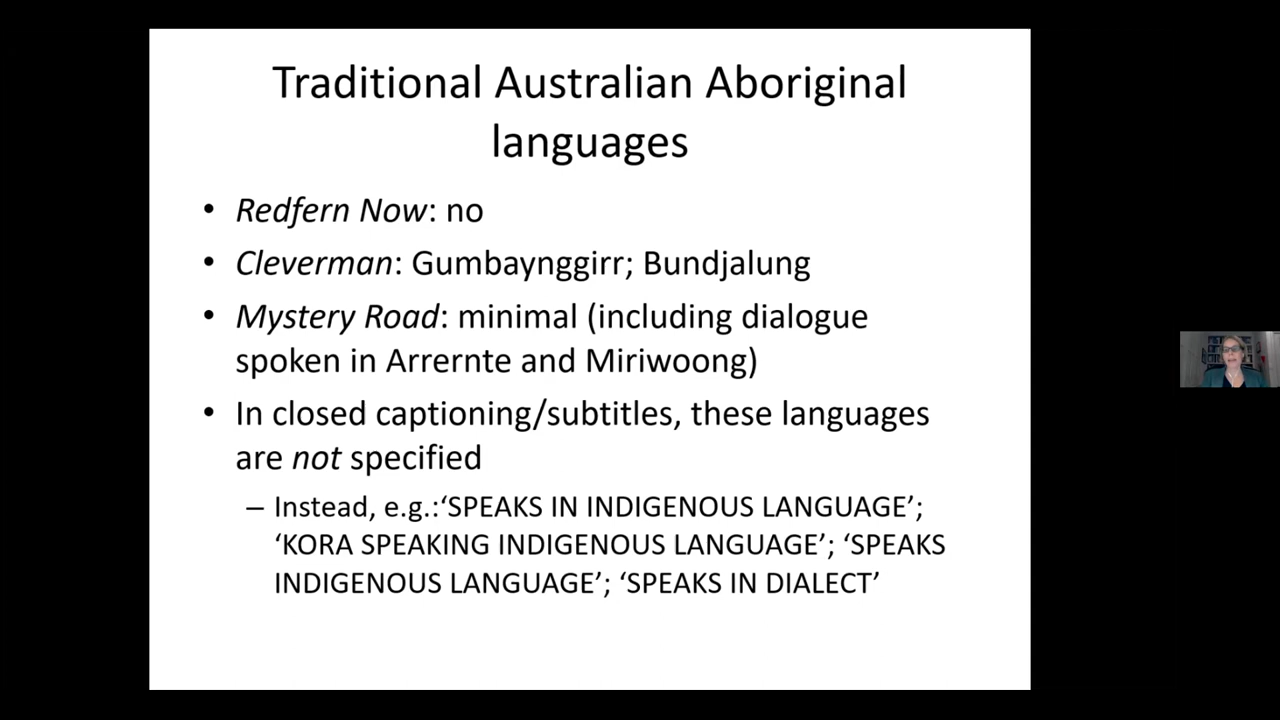 Traditional Australian Aboriginal
languages
• Redfern Now: no
• Cleverman: Gumbaynggirr; Bundjalung
• Mystery Road: minimal (including dialogue
spoken in Arrernte and Miriwoong)
• In closed captioning/subtitles, these languages
are not specified
– Instead, e.g.:‘SPEAKS IN INDIGENOUS LANGUAGE’;
‘KORA SPEAKING INDIGENOUS LANGUAGE’; ‘SPEAKS
INDIGENOUS LANGUAGE’; ‘SPEAKS IN DIALECT’